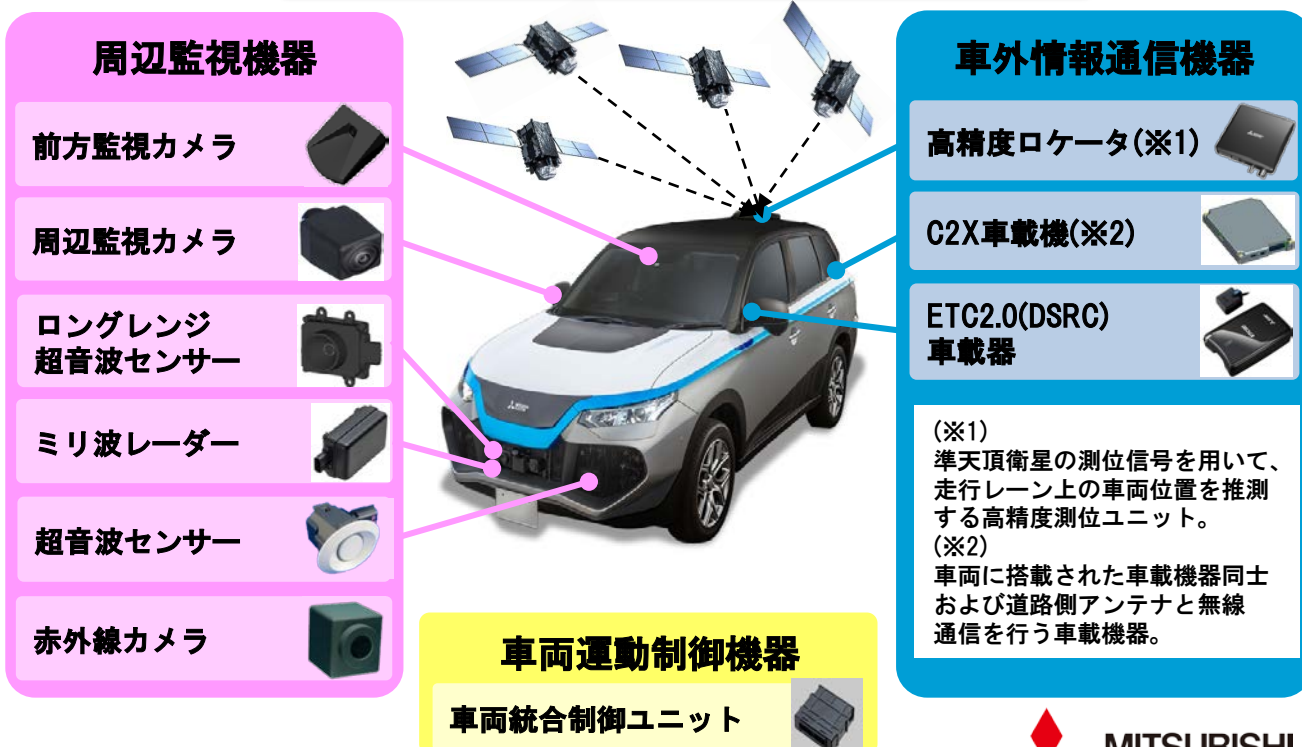 周辺監視機器
前方監視カメラ
周辺監視カメラ
ロングレンジ
超音波センサー
ミリ波レーダー
超音波センサー
赤外線カメラ
車両運動制御機器
車両統合制御ユニット
車外情報通信機器
高精度ロケータ(※1)
C2X車載機(※2)
ETC2.0(DSRC)
車載器
(※1)
準天頂衛星の測位信号を用いて、
走行レーン上の車両位置を推測
する高精度測位ユニット。
(※2)
車両に搭載された車載機器同士
および道路側アンテナと無線
通信を行う車載機器。
MITSUBISHI